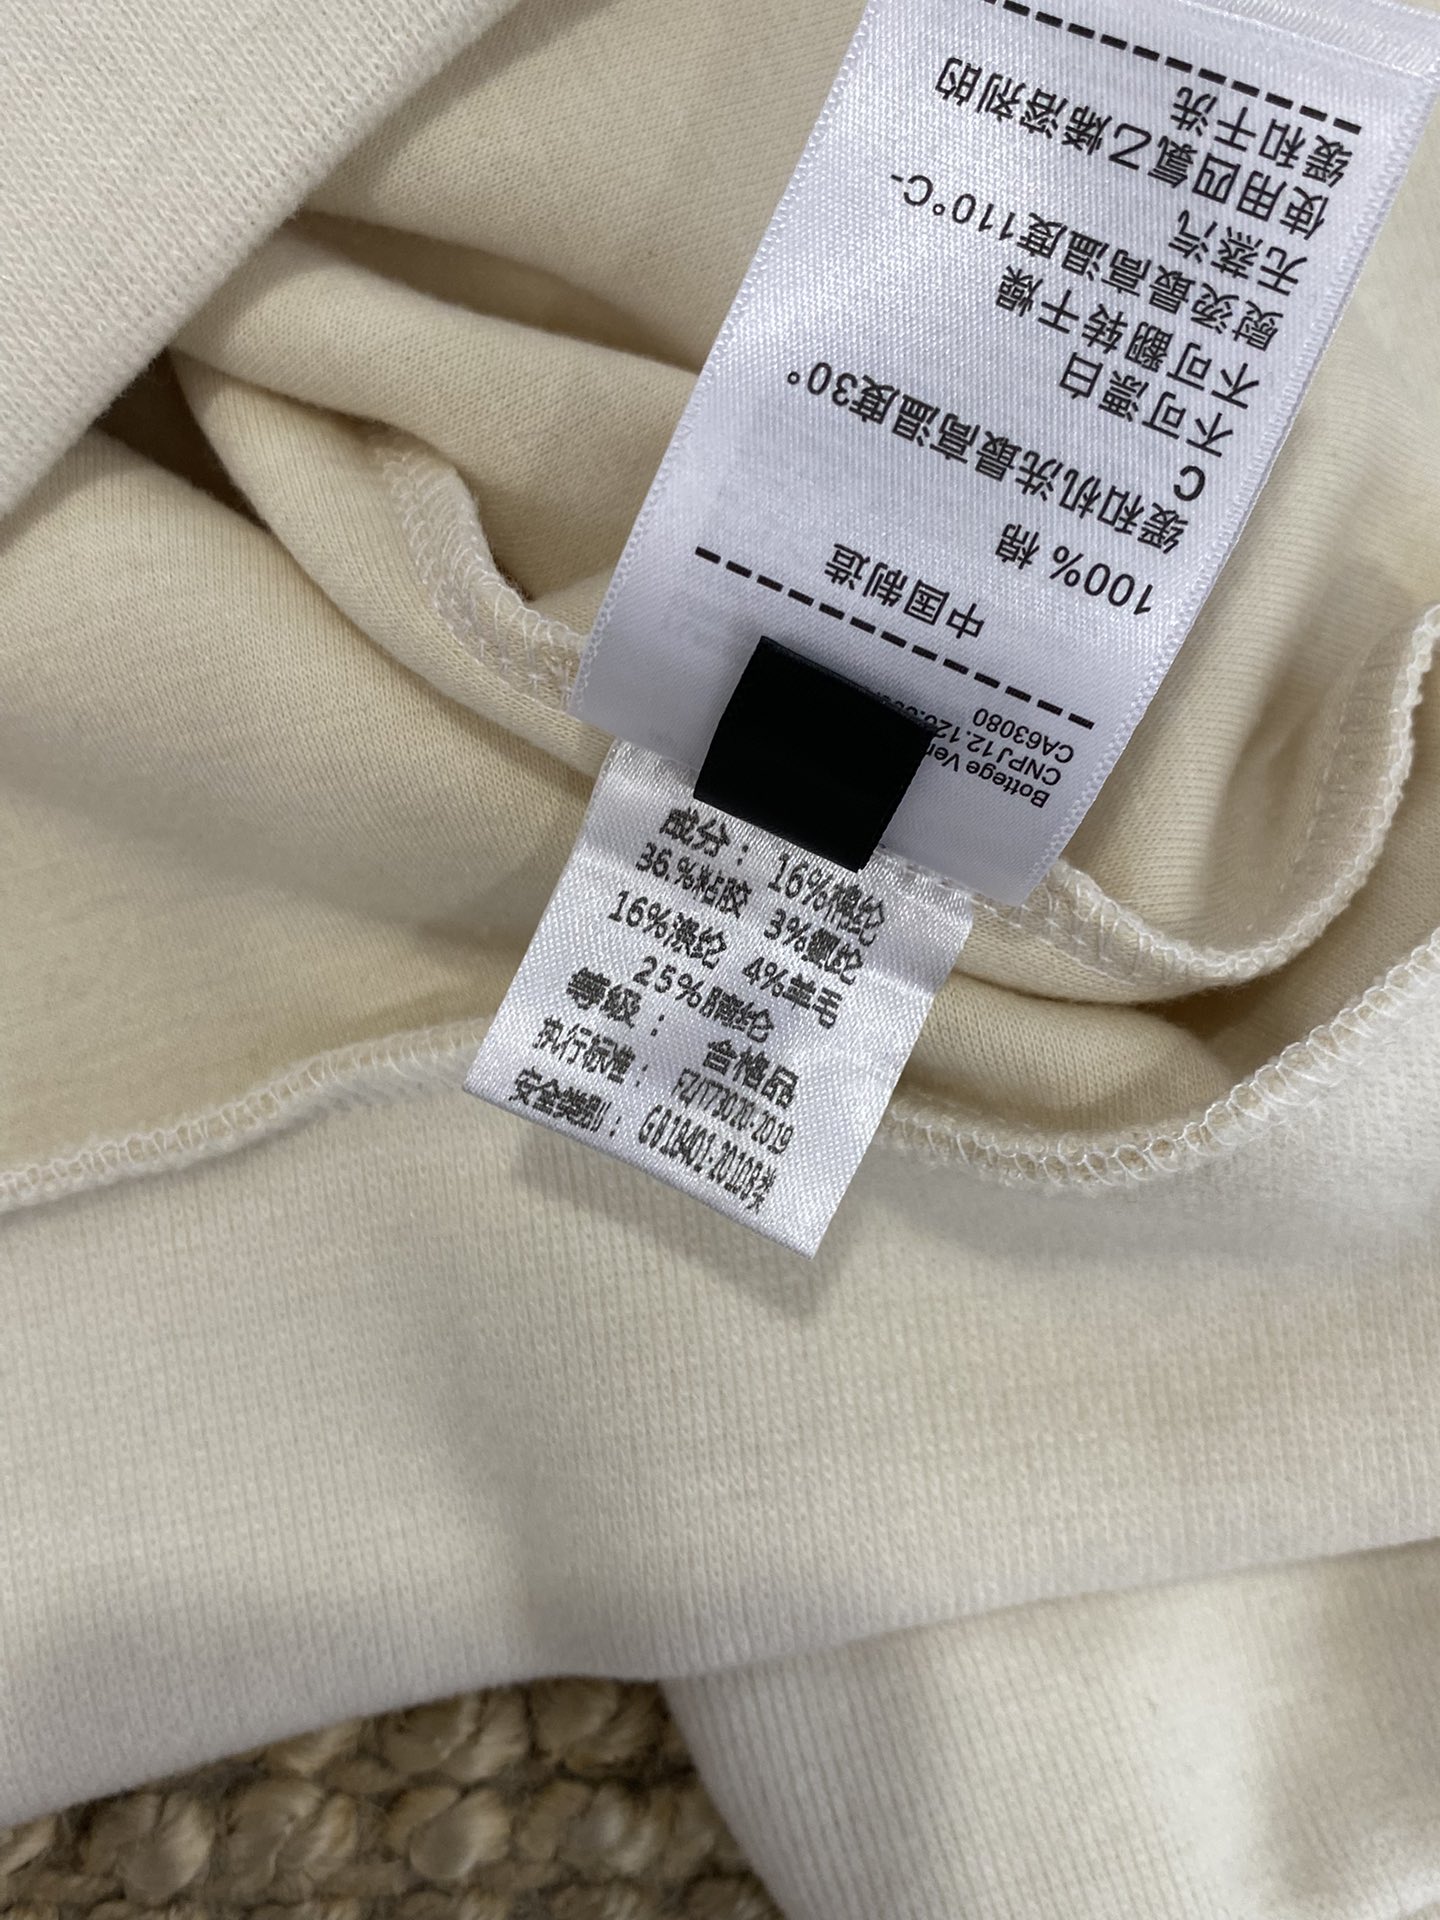 Bottege
CA63080
中国制造
100% 棉
缓和机洗最高温度30°
C
不可漂白
不可翻转干燥
熨烫最高温度110°C-
无蒸汽
使用四氯乙烯溶剂的
缓和干洗
成分： 16%锦纶
36.%粘胶 3%氨纶
16%涤纶 4%羊毛
25%腈纶
等级： 合格品
执行标准： FZ/T73020-2019
安全类别： GB18401-2010B类